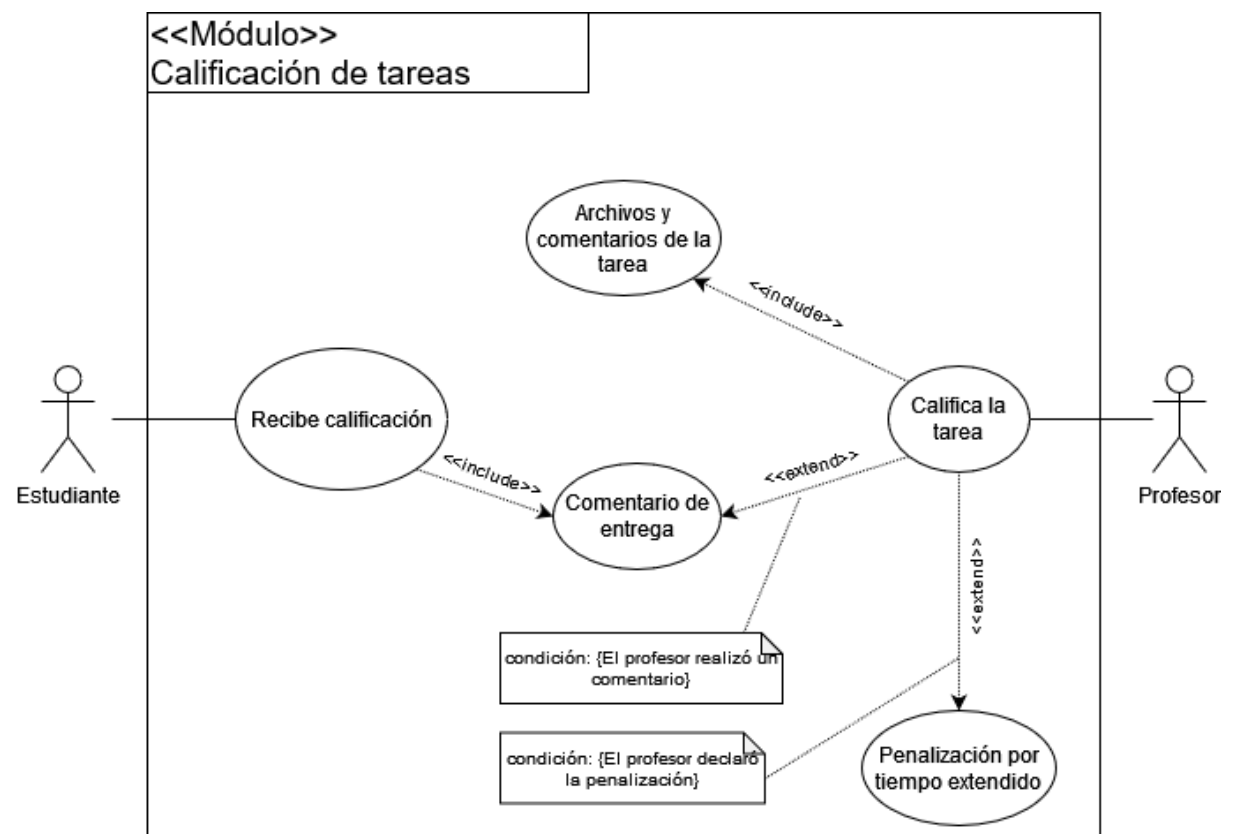 <<Módulo>>
Calificación de tareas
Archivos y
comentarios de la
tarea
<<include>>
Recibe calificación
Califica la
tarea
<<include>>
<<extend>>
Estudiante
Profesor
Comentario de
entrega
<<extend>>
condición: {El profesor realizó un
comentario}
condición: {El profesor declaró
la penalización}
Penalización por
tiempo extendido